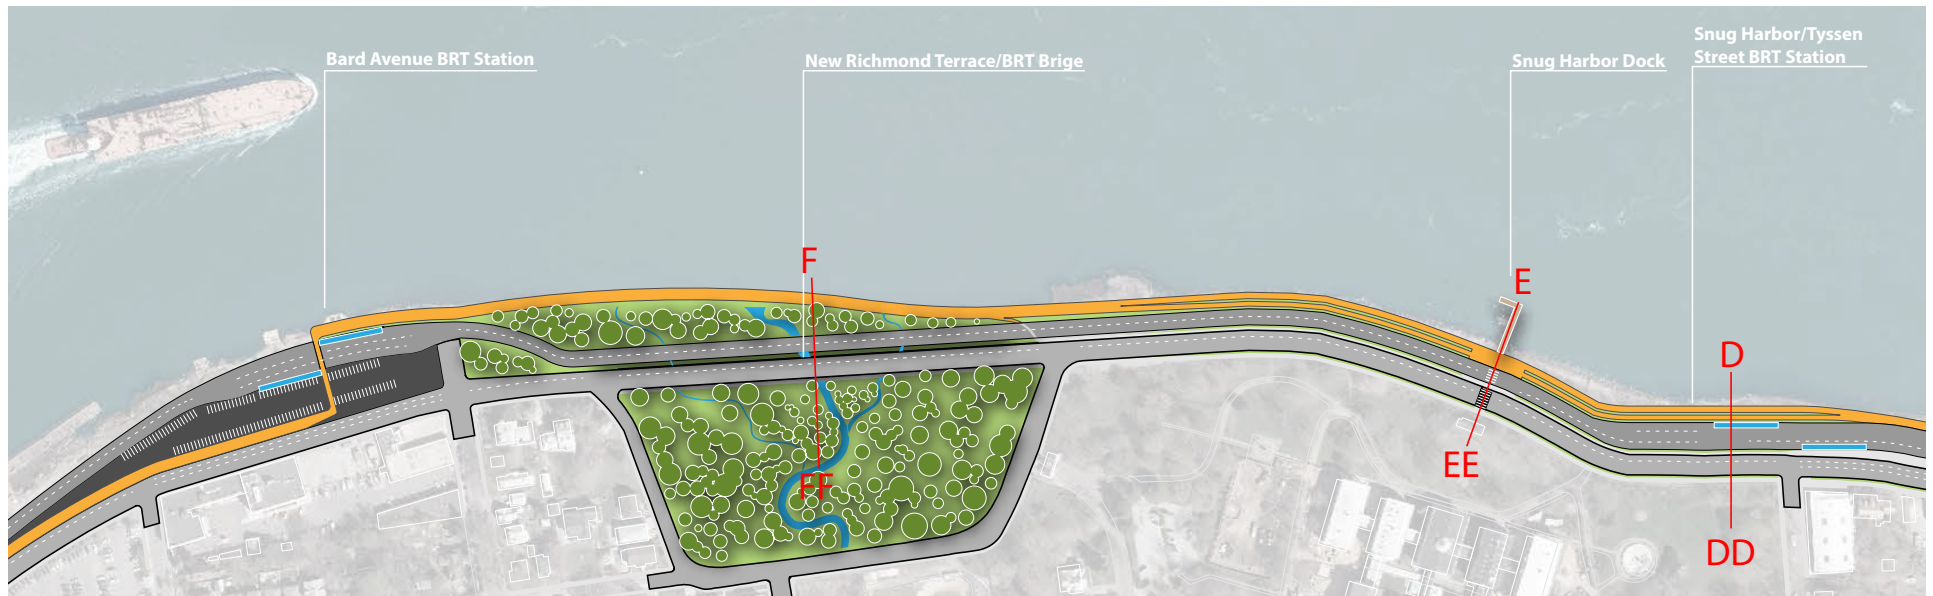 Bard Avenue BRT Station
New Richmond Terrace/BRT Brige
Snug Harbor Dock
Snug Harbor/Tyssen
Street BRT Station
F
E
D
EE
FF
DD